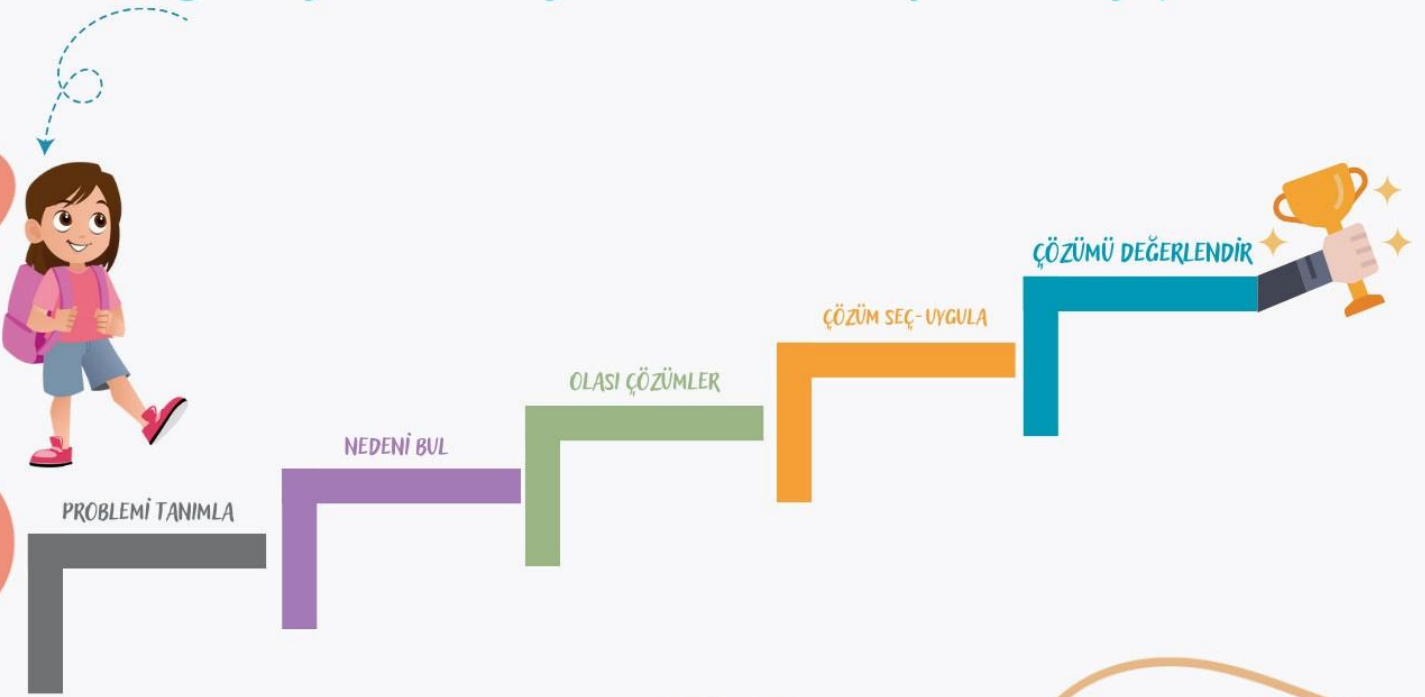 PROBLEMİ TANIMLA
NEDENİ BUL
OLASI ÇÖZÜMLER
ÇÖZÜM SEÇ-UYGULA
ÇÖZÜMÜ DEĞERLENDİR